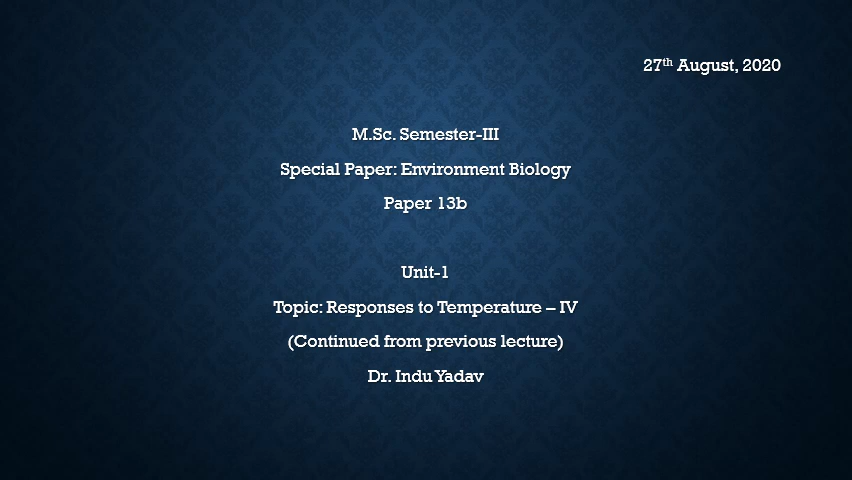 27th August, 2020
M.Sc. Semester-III
Special Paper: Environment Biology
Paper 13b
Unit-1
Topic: Responses to Temperature – IV
(Continued from previous lecture)
Dr. Indu Yadav